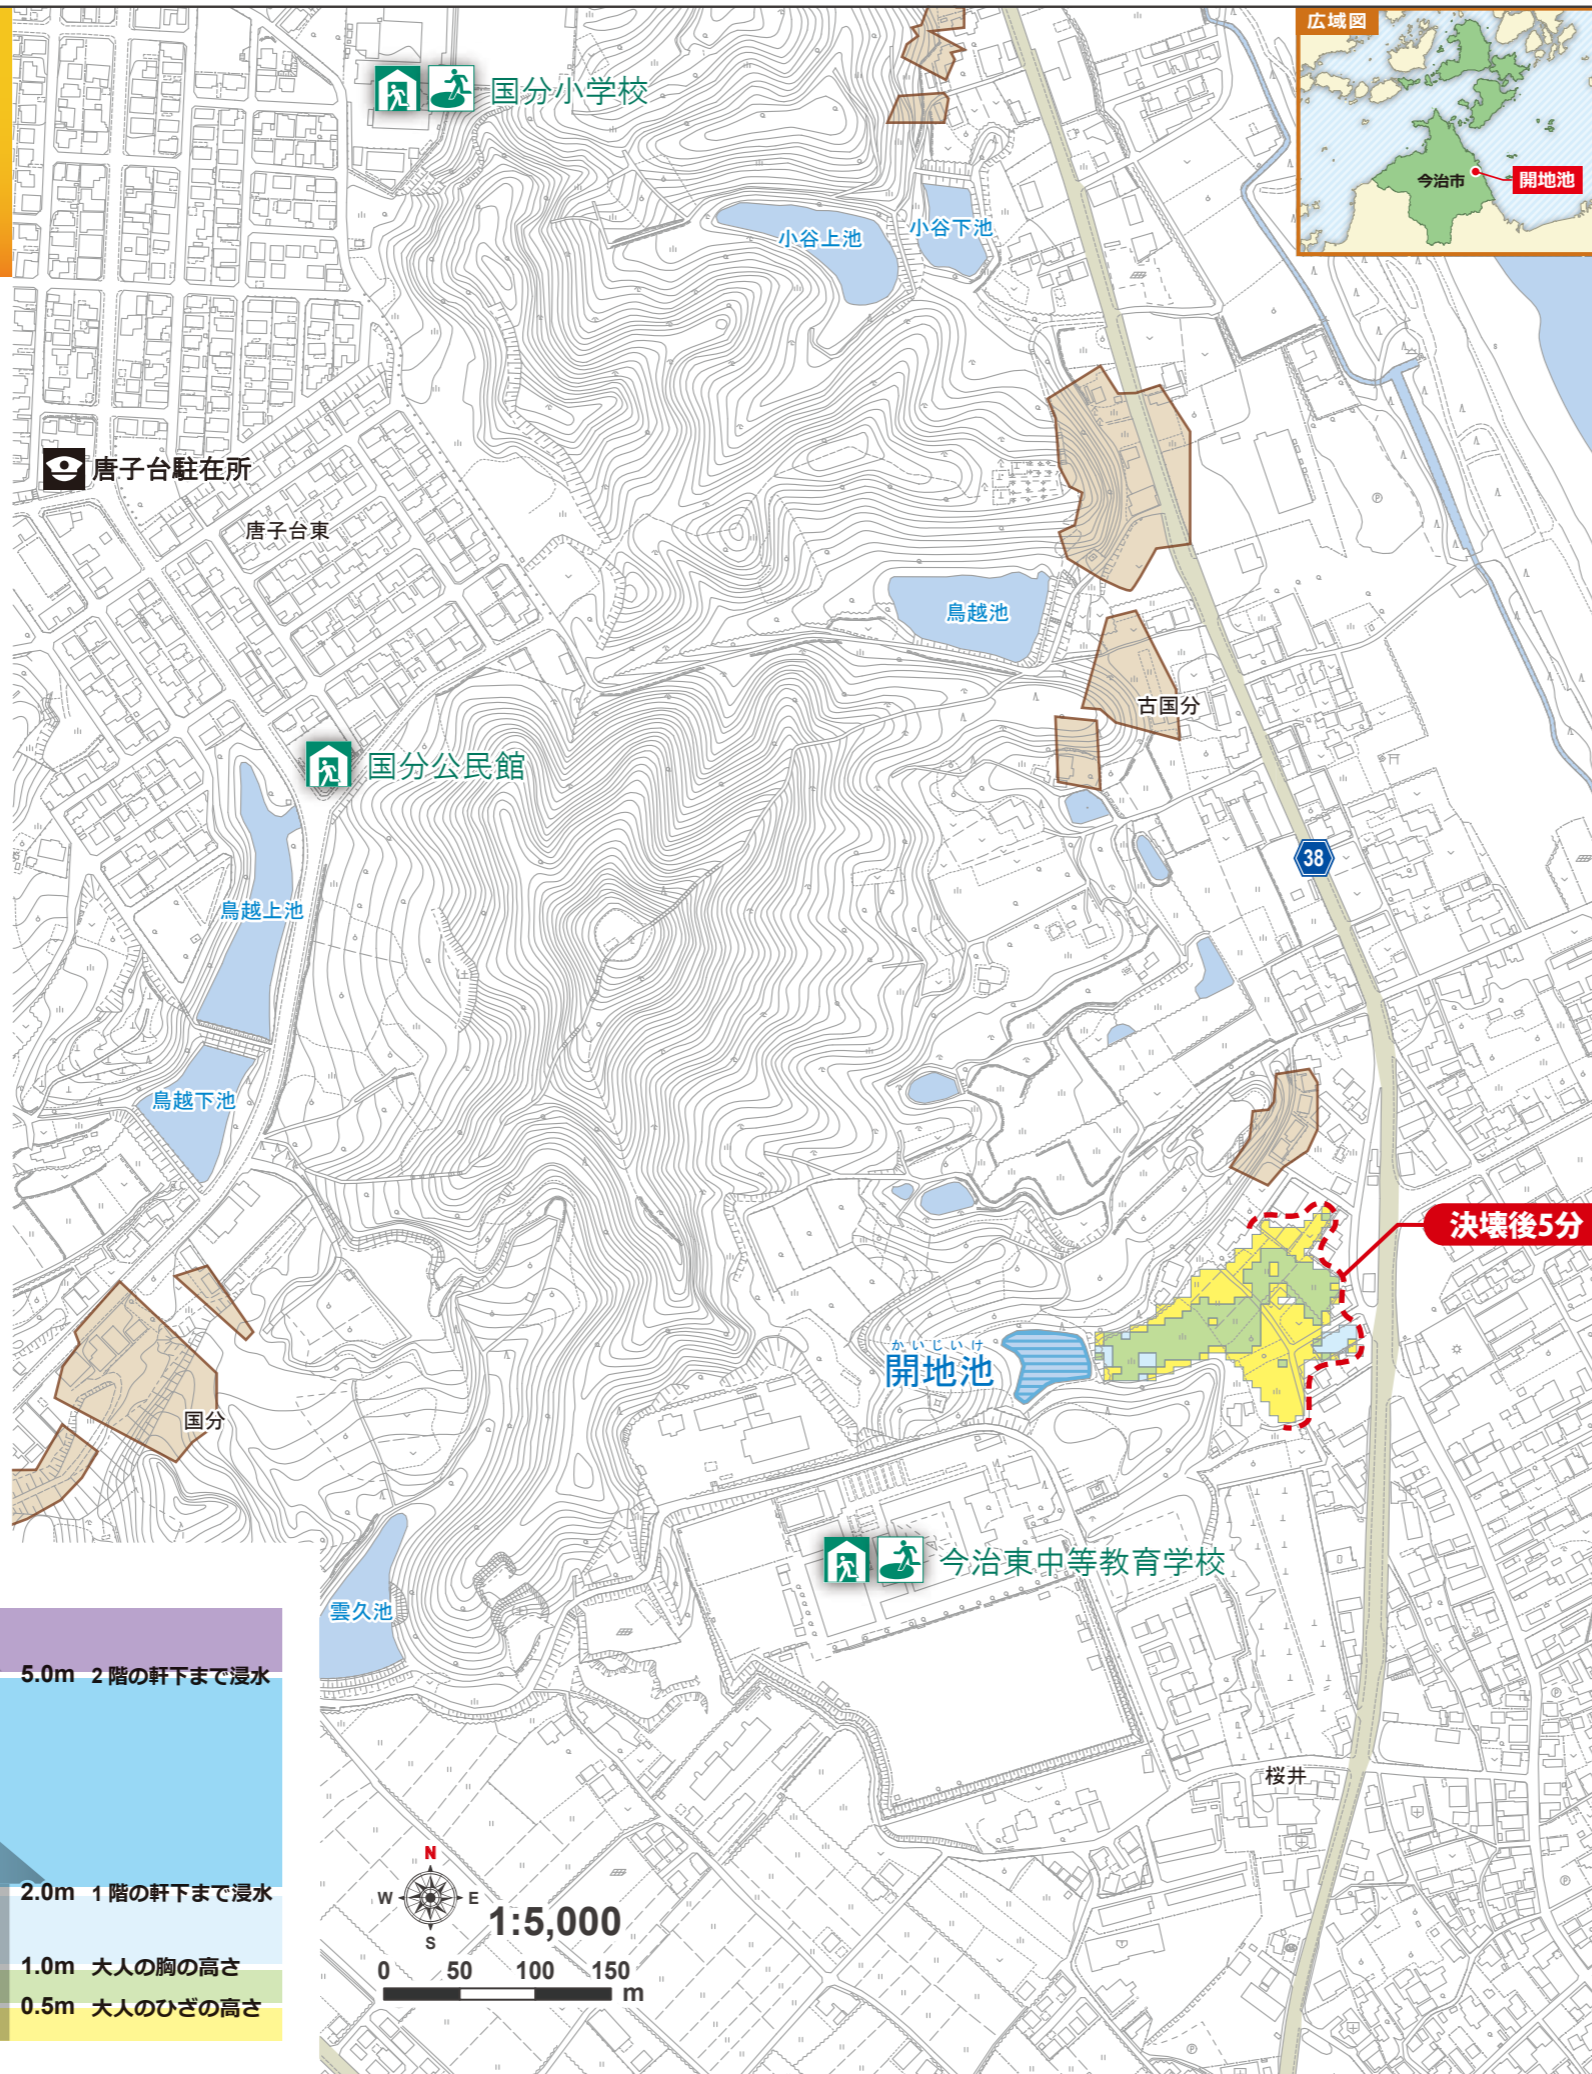 広域図
今治市
開地池
国分小学校
小谷上池
小谷下池
唐子台駐在所
唐子台東
鳥越池
古国分
国分公民館
38
鳥越上池
鳥越下池
決壊後5分
かいじいけ
開地池
国分
今治東中等教育学校
雲久池
桜井
5.0m 2階の軒下まで浸水
2.0m 1階の軒下まで浸水
1.0m 大人の胸の高さ
0.5m 大人のひざの高さ
N
W E
S
1:5,000
0 50 100 150
m